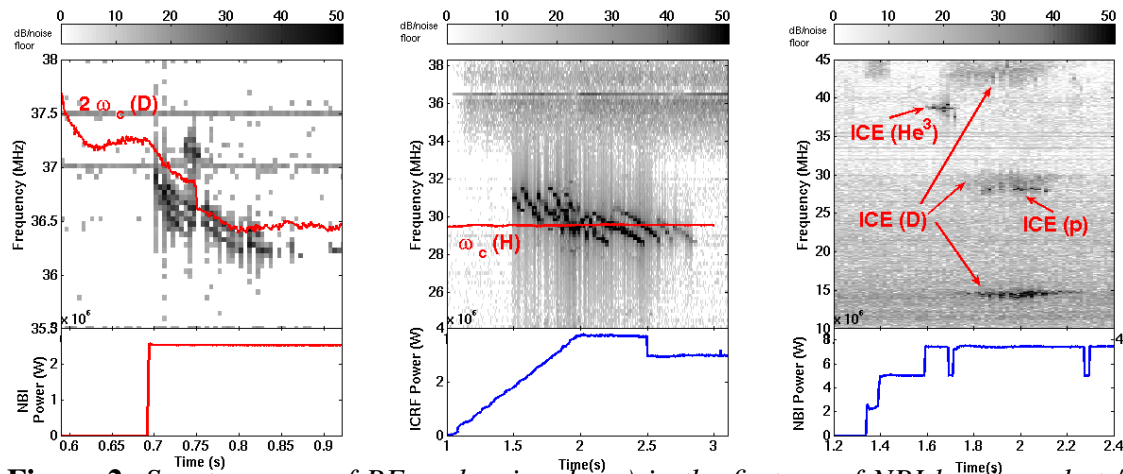 0 10 20 30 40 50
dB/noise
floor
38
37.5
37
36.5
36
35.5
Frequency (MHz)
2 ω c (D)
x 10 6
2
1
0
NBI
Power (W)
0.6 0.65 0.7 0.75 0.8 0.85 0.9
Time (s)
0 10 20 30 40 50
dB/noise
floor
38
36
34
32
30
28
26
Frequency (MHz)
ω c (H)
x 10 6
4
2
0
ICRF Power (W)
1 1.5 2 2.5 3
Time(s)
0 10 20 30 40 50
dB/noise
floor
45
40
35
30
25
20
15
10
Frequency (MHz)
ICE (He3)
ICE (D)
ICE (p)
x 10 6
8
6
4
2
0
NBI Power (W)
1.2 1.4 1.6 1.8 2 2.2 2.4
Time(s)
4